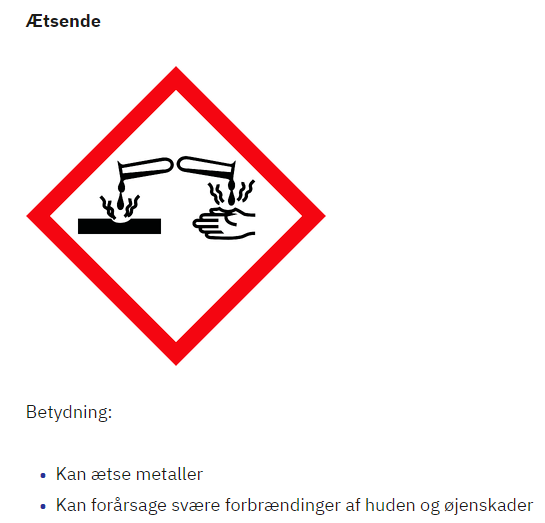 Ætsende
Betydning:
• Kan ætse metaller
• Kan forårsage svære forbrændinger af huden og øjenskader